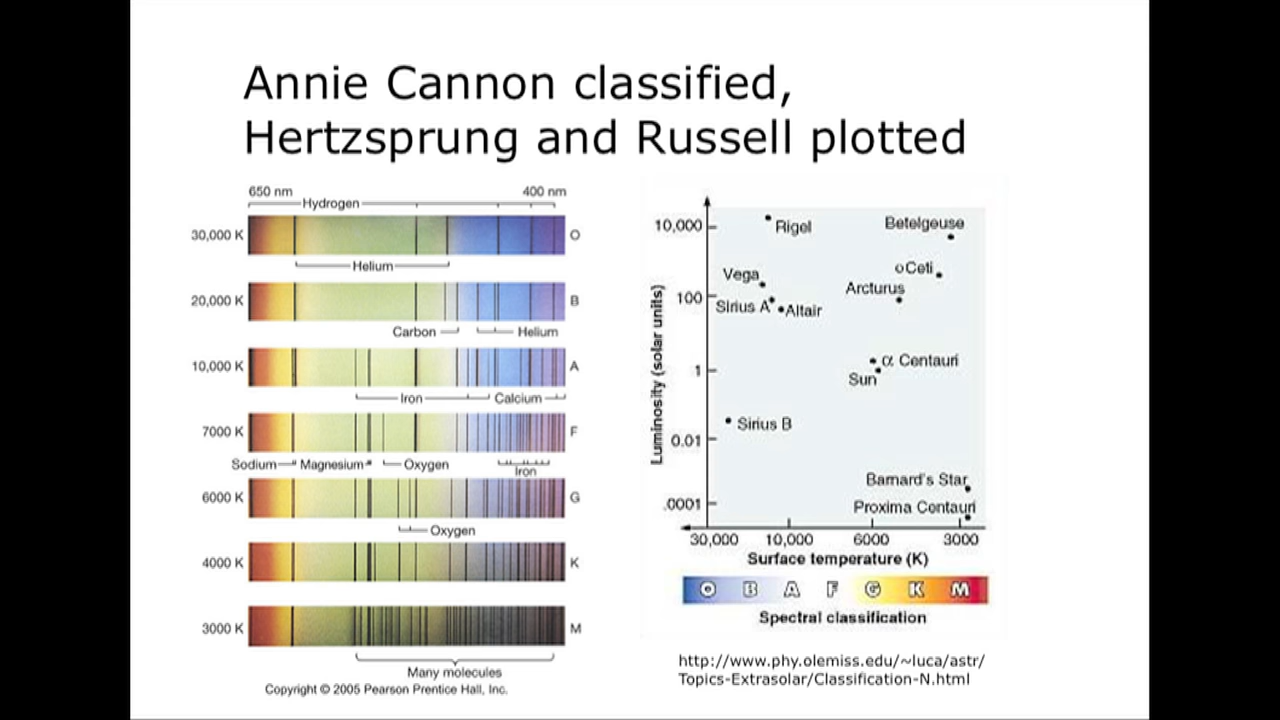 Annie Cannon classified,
Hertzsprung and Russell plotted
650 nm
400 nm
Hydrogen
30,000 K
O
Helium
20,000 K
B
Carbon
Helium
10,000 K
A
Iron
Calcium
7000 K
F
Sodium
Magnesium
Oxygen
Iron
6000 K
G
Oxygen
4000 K
K
3000 K
M
Many molecules
Copyright © 2005 Pearson Prentice Hall, Inc.
Luminosity (solar units)
10,000
100
1
0.01
.0001
Rigel
Betelgeuse
oCeti
Vega
Arcturus
Sirius A
Altair
α Centauri
Sun
Sirius B
Barnard's Star
Proxima Centauri
30,000
10,000
6000
3000
Surface temperature (K)
O B A F G K M
Spectral classification
http://www.phy.olemiss.edu/~luca/astr/
Topics-Extrasolar/Classification-N.html